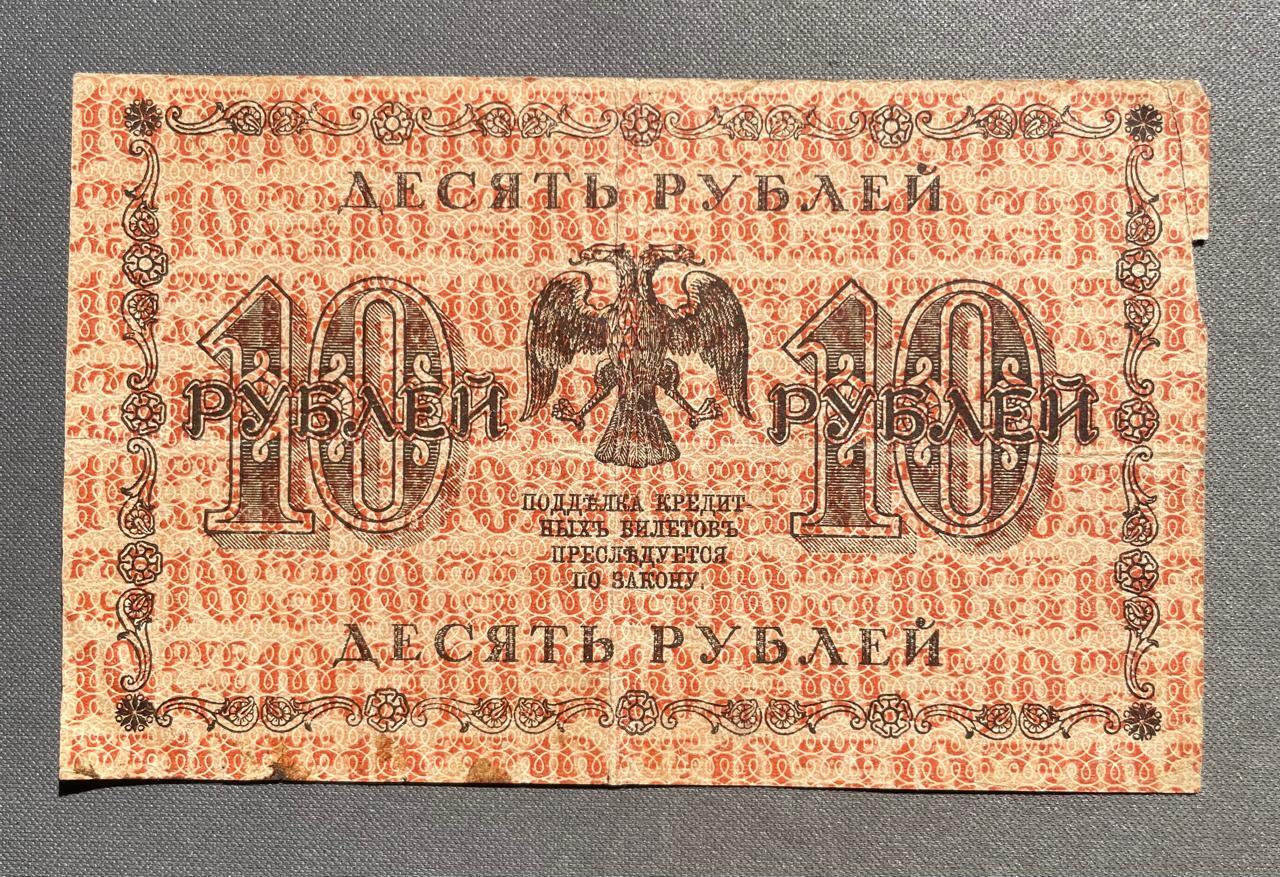 ДЕСЯТЬ РУБЛЕЙ
10 РУБЛЕЙ
10 РУБЛЕЙ
ПОДДѢЛКА КРЕДИТ-
НЫХЪ БИЛЕТОВЪ
ПРЕСЛѢДУЕТСЯ
ПО ЗАКОНУ.
ДЕСЯТЬ РУБЛЕЙ